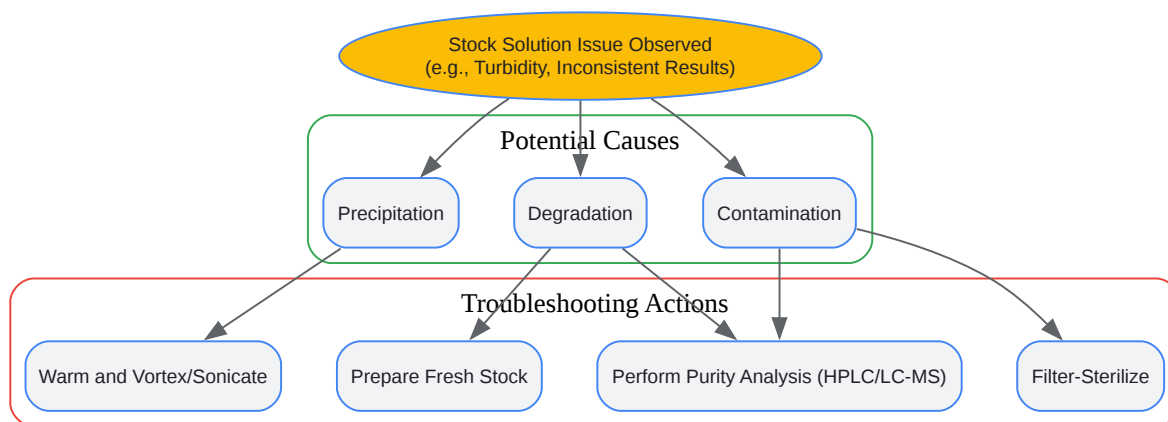 Stock Solution Issue Observed
(e.g., Turbidity, Inconsistent Results)
Potential Causes
Precipitation
Degradation
Contamination
Troubleshooting Actions
Warm and Vortex/Sonicate
Prepare Fresh Stock
Perform Purity Analysis (HPLC/LC-MS)
Filter-Sterilize